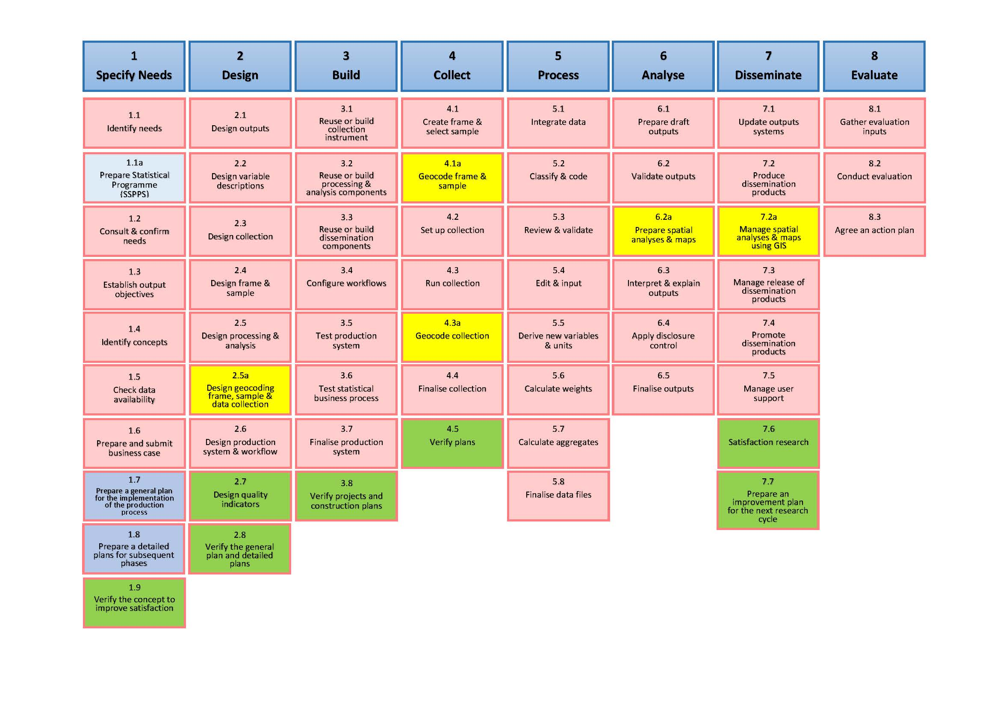 1
Specify Needs
2
Design
3
Build
4
Collect
5
Process
6
Analyse
7
Disseminate
8
Evaluate
1.1
Identify needs
2.1
Design outputs
3.1
Reuse or build
collection
instrument
4.1
Create frame &
select sample
5.1
Integrate data
6.1
Prepare draft
outputs
7.1
Update outputs
systems
8.1
Gather evaluation
inputs
1.1a
Prepare Statistical
Programme
(SSPPS)
2.2
Design variable
descriptions
3.2
Reuse or build
processing &
analysis components
4.1a
Geocode frame &
sample
5.2
Classify & code
6.2
Validate outputs
7.2
Produce
dissemination
products
8.2
Conduct evaluation
1.2
Consult & confirm
needs
2.3
Design collection
3.3
Reuse or build
dissemination
components
4.2
Set up collection
5.3
Review & validate
6.2a
Prepare spatial
analyses & maps
7.2a
Manage spatial
analyses & maps
using GIS
8.3
Agree an action plan
1.3
Establish output
objectives
2.4
Design frame &
sample
3.4
Configure workflows
4.3
Run collection
5.4
Edit & input
6.3
Interpret & explain
outputs
7.3
Manage release of
dissemination
products
1.4
Identify concepts
2.5
Design processing &
analysis
3.5
Test production
system
4.3a
Geocode collection
5.5
Derive new variables
& units
6.4
Apply disclosure
control
7.4
Promote
dissemination
products
1.5
Check data
availability
2.5a
Design geocoding
frame, sample &
data collection
3.6
Test statistical
business process
4.4
Finalise collection
5.6
Calculate weights
6.5
Finalise outputs
7.5
Manage user
support
1.6
Prepare and submit
business case
2.6
Design production
system & workflow
3.7
Finalise production
system
4.5
Verify plans
5.7
Calculate aggregates
7.6
Satisfaction research
1.7
Prepare a general plan
for the implementation
of the production
process
2.7
Design quality
indicators
3.8
Verify projects and
construction plans
5.8
Finalise data files
7.7
Prepare an
improvement plan
for the next research
cycle
1.8
Prepare a detailed
plans for subsequent
phases
2.8
Verify the general
plan and detailed
plans
1.9
Verify the concept to
improve satisfaction